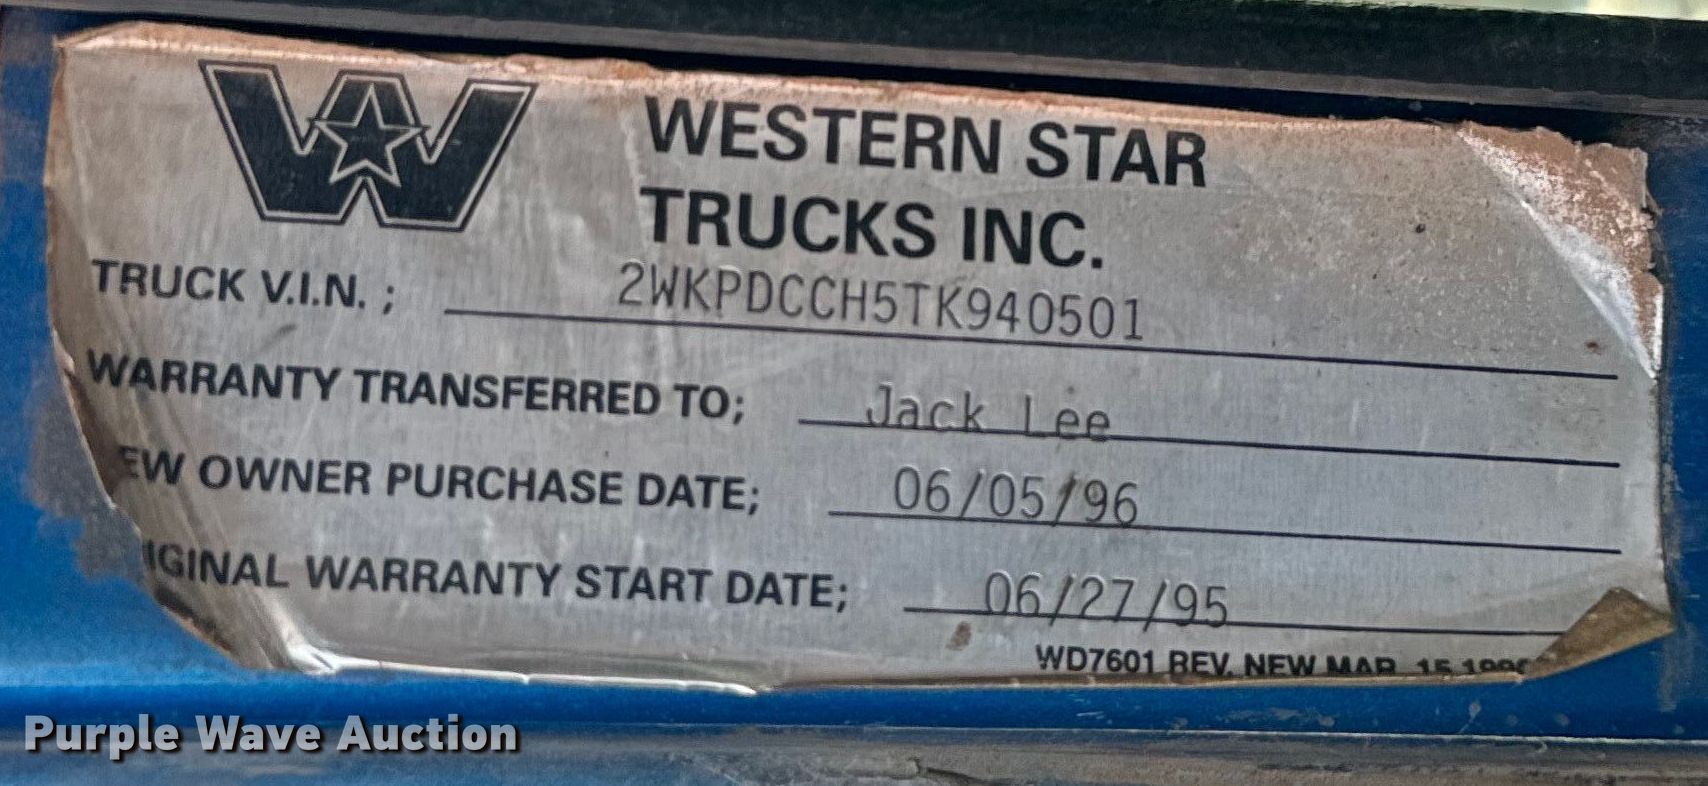 WESTERN STAR
TRUCKS INC.
TRUCK V.I.N. ; 2WKPDCCH5TK940501
WARRANTY TRANSFERRED TO; Jack Lee
EW OWNER PURCHASE DATE; 06/05/96
IGINAL WARRANTY START DATE; 06/27/95
WD7601 REV. NEW MAR. 15
Purple Wave Auction